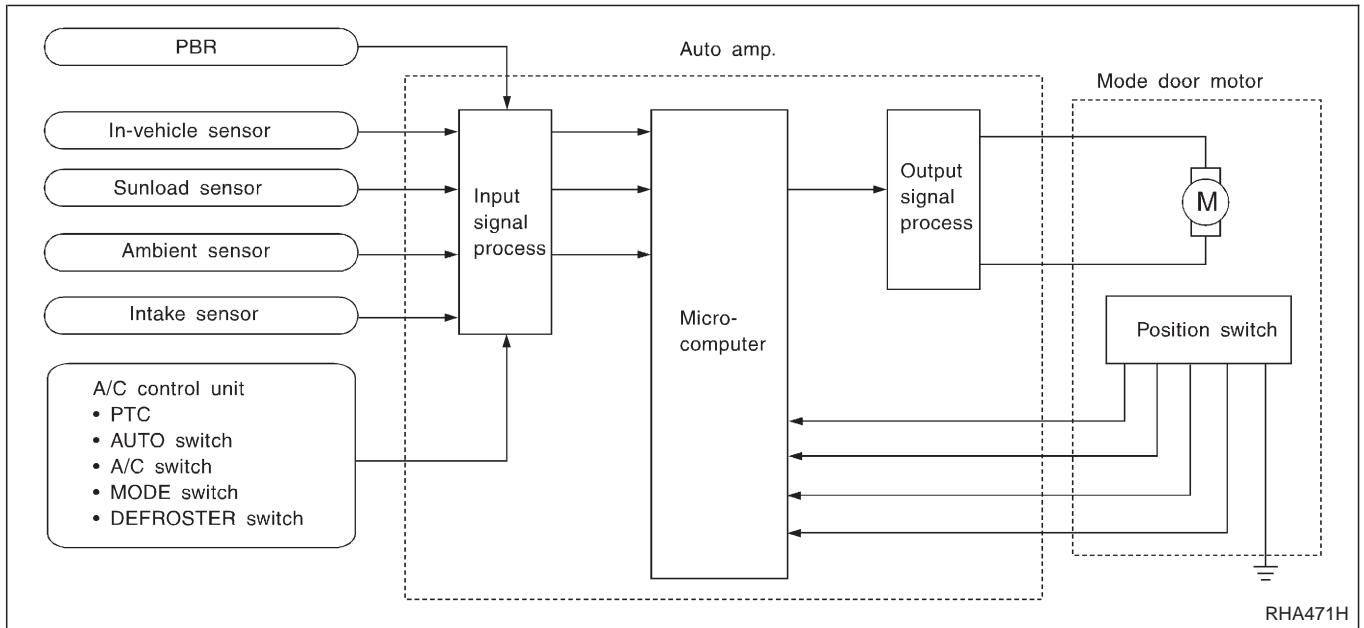 PBR
Auto amp.
Mode door motor
In-vehicle sensor
Sunload sensor
Ambient sensor
Intake sensor
Input
signal
process
Micro-
computer
Output
signal
process
M
Position switch
A/C control unit
• PTC
• AUTO switch
• A/C switch
• MODE switch
• DEFROSTER switch
RHA471H